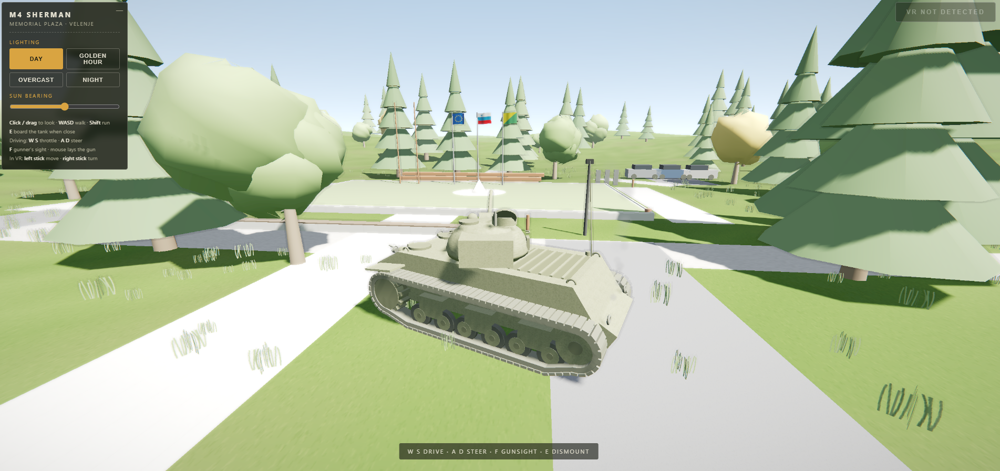 M4 SHERMAN
MEMORIAL PLAZA · VELENJE
LIGHTING
DAY
GOLDEN
HOUR
OVERCAST
NIGHT
SUN BEARING
Click / drag to look · WASD walk · Shift run
E board the tank when close
Driving: W S throttle · A D steer
F gunner's sight · mouse lays the gun
In VR: left stick move · right stick turn
VR NOT DETECTED
W S DRIVE · A D STEER · F GUNSIGHT · E DISMOUNT